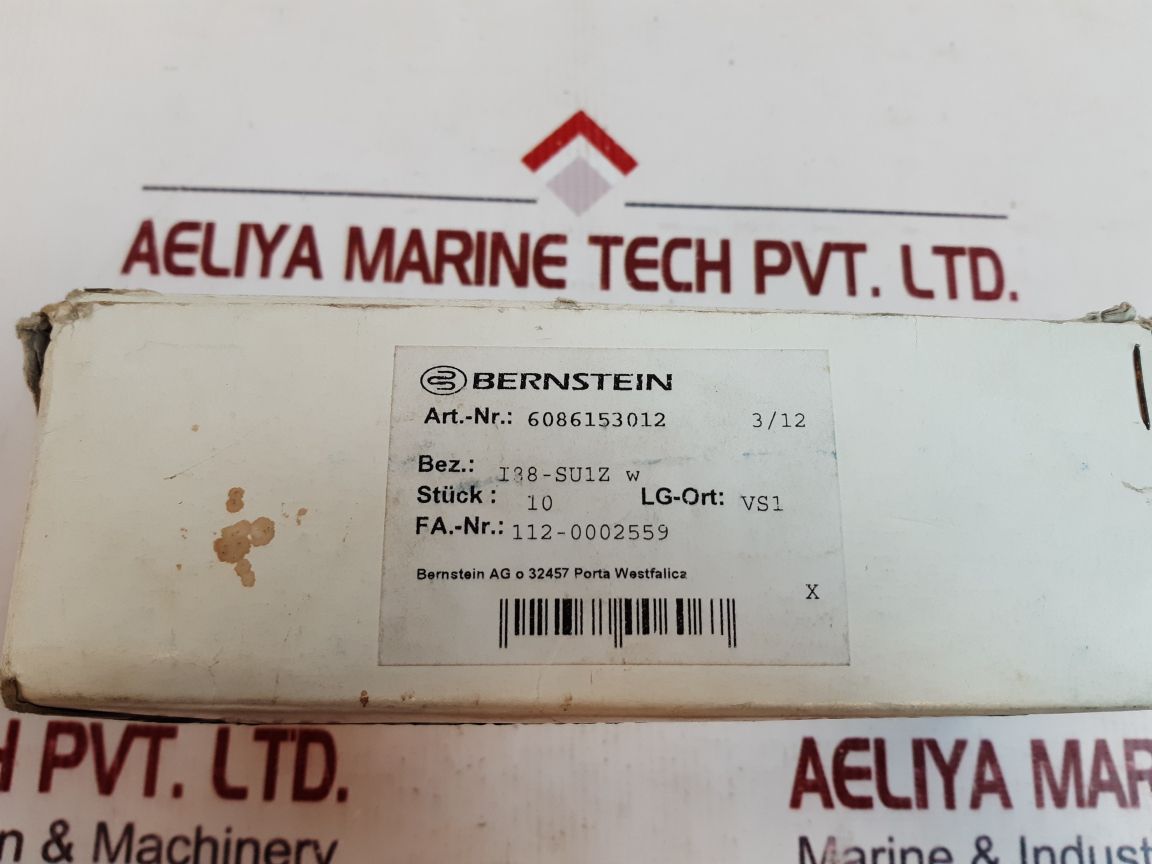 AELIYA MARINE TECH PVT. LTD.
BERNSTEIN
Art.-Nr.: 6086153012 3/12
Bez.: I88-SU1Z w
Stück : 10 LG-Ort: VS1
FA.-Nr.: 112-0002559
Bernstein AG o 32457 Porta Westfalica
X
H PVT. LTD. AELIYA MAR
n & Machinery Marine & Indust